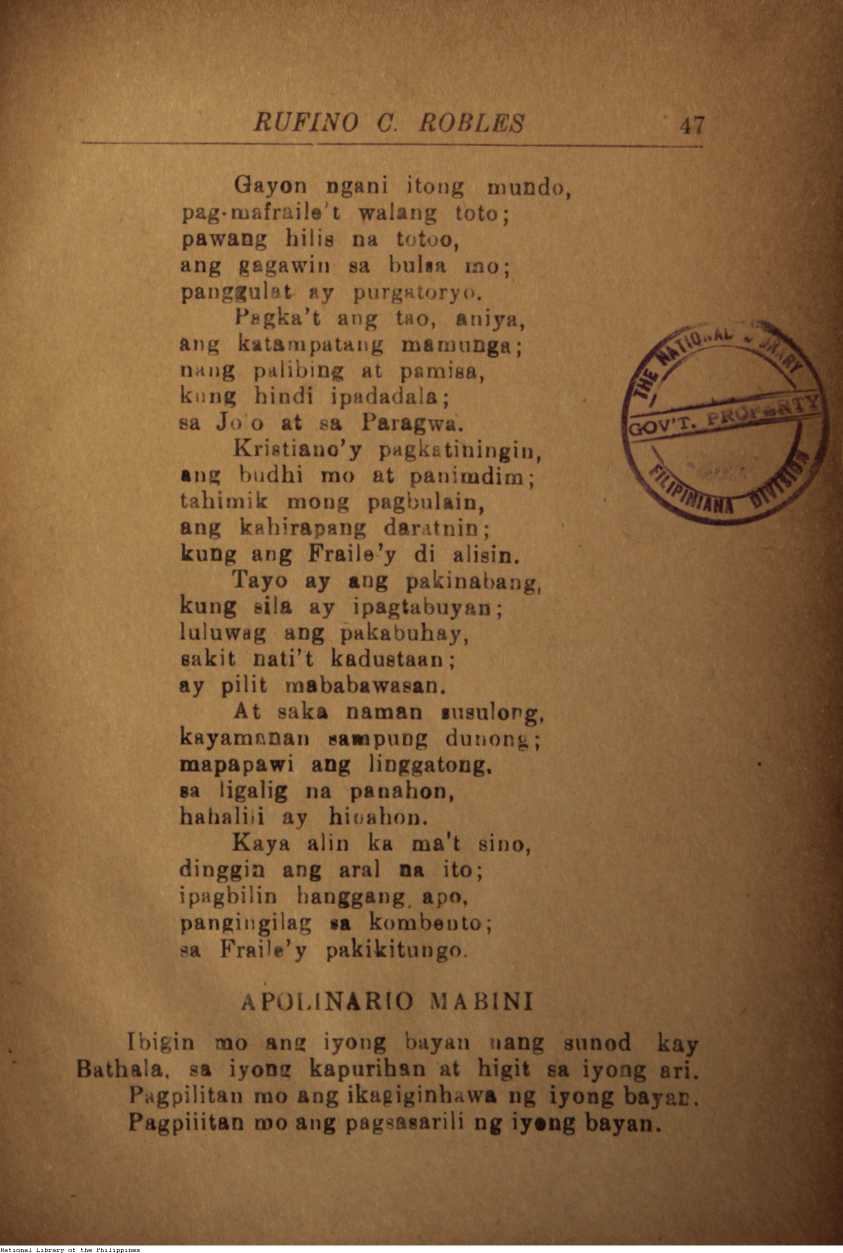 RUFINO C. ROBLES 47
Gayon ngani itong mundo,
pag-mafraile't walang toto;
pawang hilis na totoo,
ang gagawin sa bulsa mo;
panggulat ay purgatoryo.
Pagka't ang tao, aniya,
ang katampatang mamunga;
nang palibing at pamisa,
kung hindi ipadadala;
sa Jo o at sa Paragwa.
Kristiano'y pagkatiningin,
ang budhi mo at panimdim;
tahimik mong pagbulain,
ang kahirapang daratnin;
kung ang Fraile'y di alisin.
Tayo ay ang pakinabang,
kung sila ay ipagtabuyan;
luluwag ang pakabuhay,
sakit nati't kadustaan;
ay pilit mababawasan.
At saka naman susulong,
kayamanan sampung dunong;
mapapawi ang linggatong,
sa ligalig na panahon,
hahalili ay
Kaya alin ka ma't sino,
dinggin ang aral na ito;
ipagbilin hanggang apo,
pangingilag sa kombento;
sa Fraile'y pakikitungo.
APOLINARIO MABINI
Ibigin mo ang iyong bayan nang sunod kay
Bathala, sa iyong kapurihan at higit sa iyong ari.
Pagpilitan mo ang ikagiginhawa ng iyong bayan.
Pagpiiitan mo ang pagsasarili ng iyong bayan.
THE NATIONAL LIBRARY
GOV'T. PROPERTY
FILIPINIANA DIVISION
National Library of the Philippines